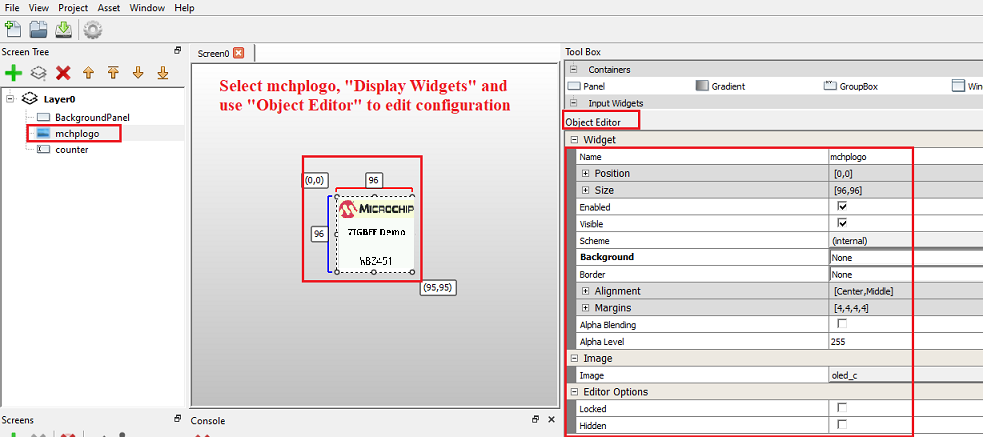 File View Project Asset Window Help
Screen Tree
Layer0
BackgroundPanel
mchplogo
counter
Screens
Screen0
Select mchplogo, "Display Widgets" and
use "Object Editor" to edit configuration
(0,0) 96
96
MICROCHIP
ZIGBEE Demo
WBZ451
(95,95)
Console
Tool Box
Containers
Panel Gradient GroupBox Win
Input Widgets
Object Editor
Widget
Name mchplogo
Position [0,0]
Size [96,96]
Enabled
Visible
Scheme (internal)
Background None
Border None
Alignment [Center,Middle]
Margins [4,4,4,4]
Alpha Blending
Alpha Level 255
Image
Image oled_c
Editor Options
Locked
Hidden